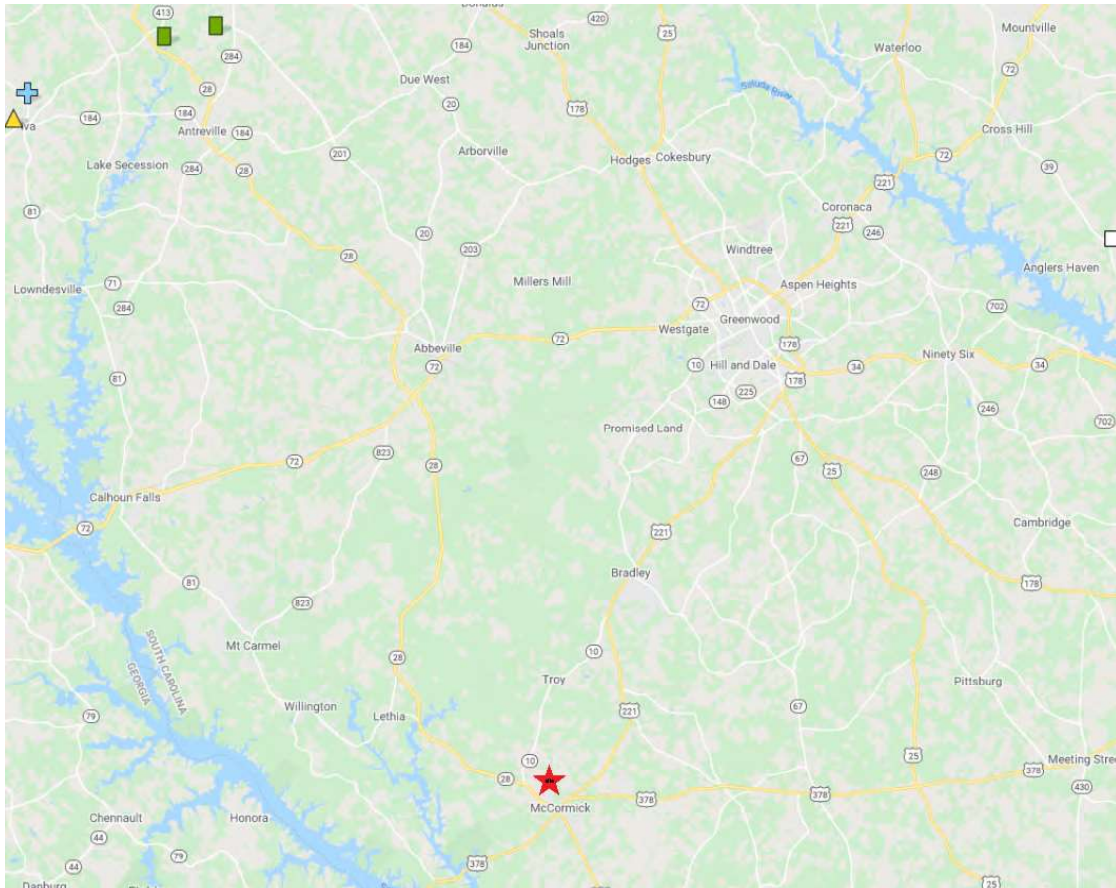 413
Donalds
420
Shoals
Junction
25
Mountville
Waterloo
284
184
28
Due West
72
Saluda River
178
20
Cross Hill
Iva
184
184
Antreville
184
Arborville
201
Hodges
Cokesbury
72
39
Lake Secession
284
28
221
81
Coronaca
221
246
20
203
Windtree
28
Anglers Haven
Lowndesville
71
Millers Mill
Aspen Heights
284
72
702
Greenwood
Westgate
72
178
Abbeville
Ninety Six
72
10
Hill and Dale
34
34
81
178
225
148
246
702
Promised Land
823
67
72
28
25
248
Calhoun Falls
Cambridge
72
221
Bradley
81
178
823
Mt Carmel
SOUTH CAROLINA
GEORGIA
28
10
Troy
Pittsburg
79
Willington
Lethia
221
67
25
10
Meeting Stree
28
378
378
McCormick
378
430
Chennault
Honora
44
79
378
44
25
Danburg